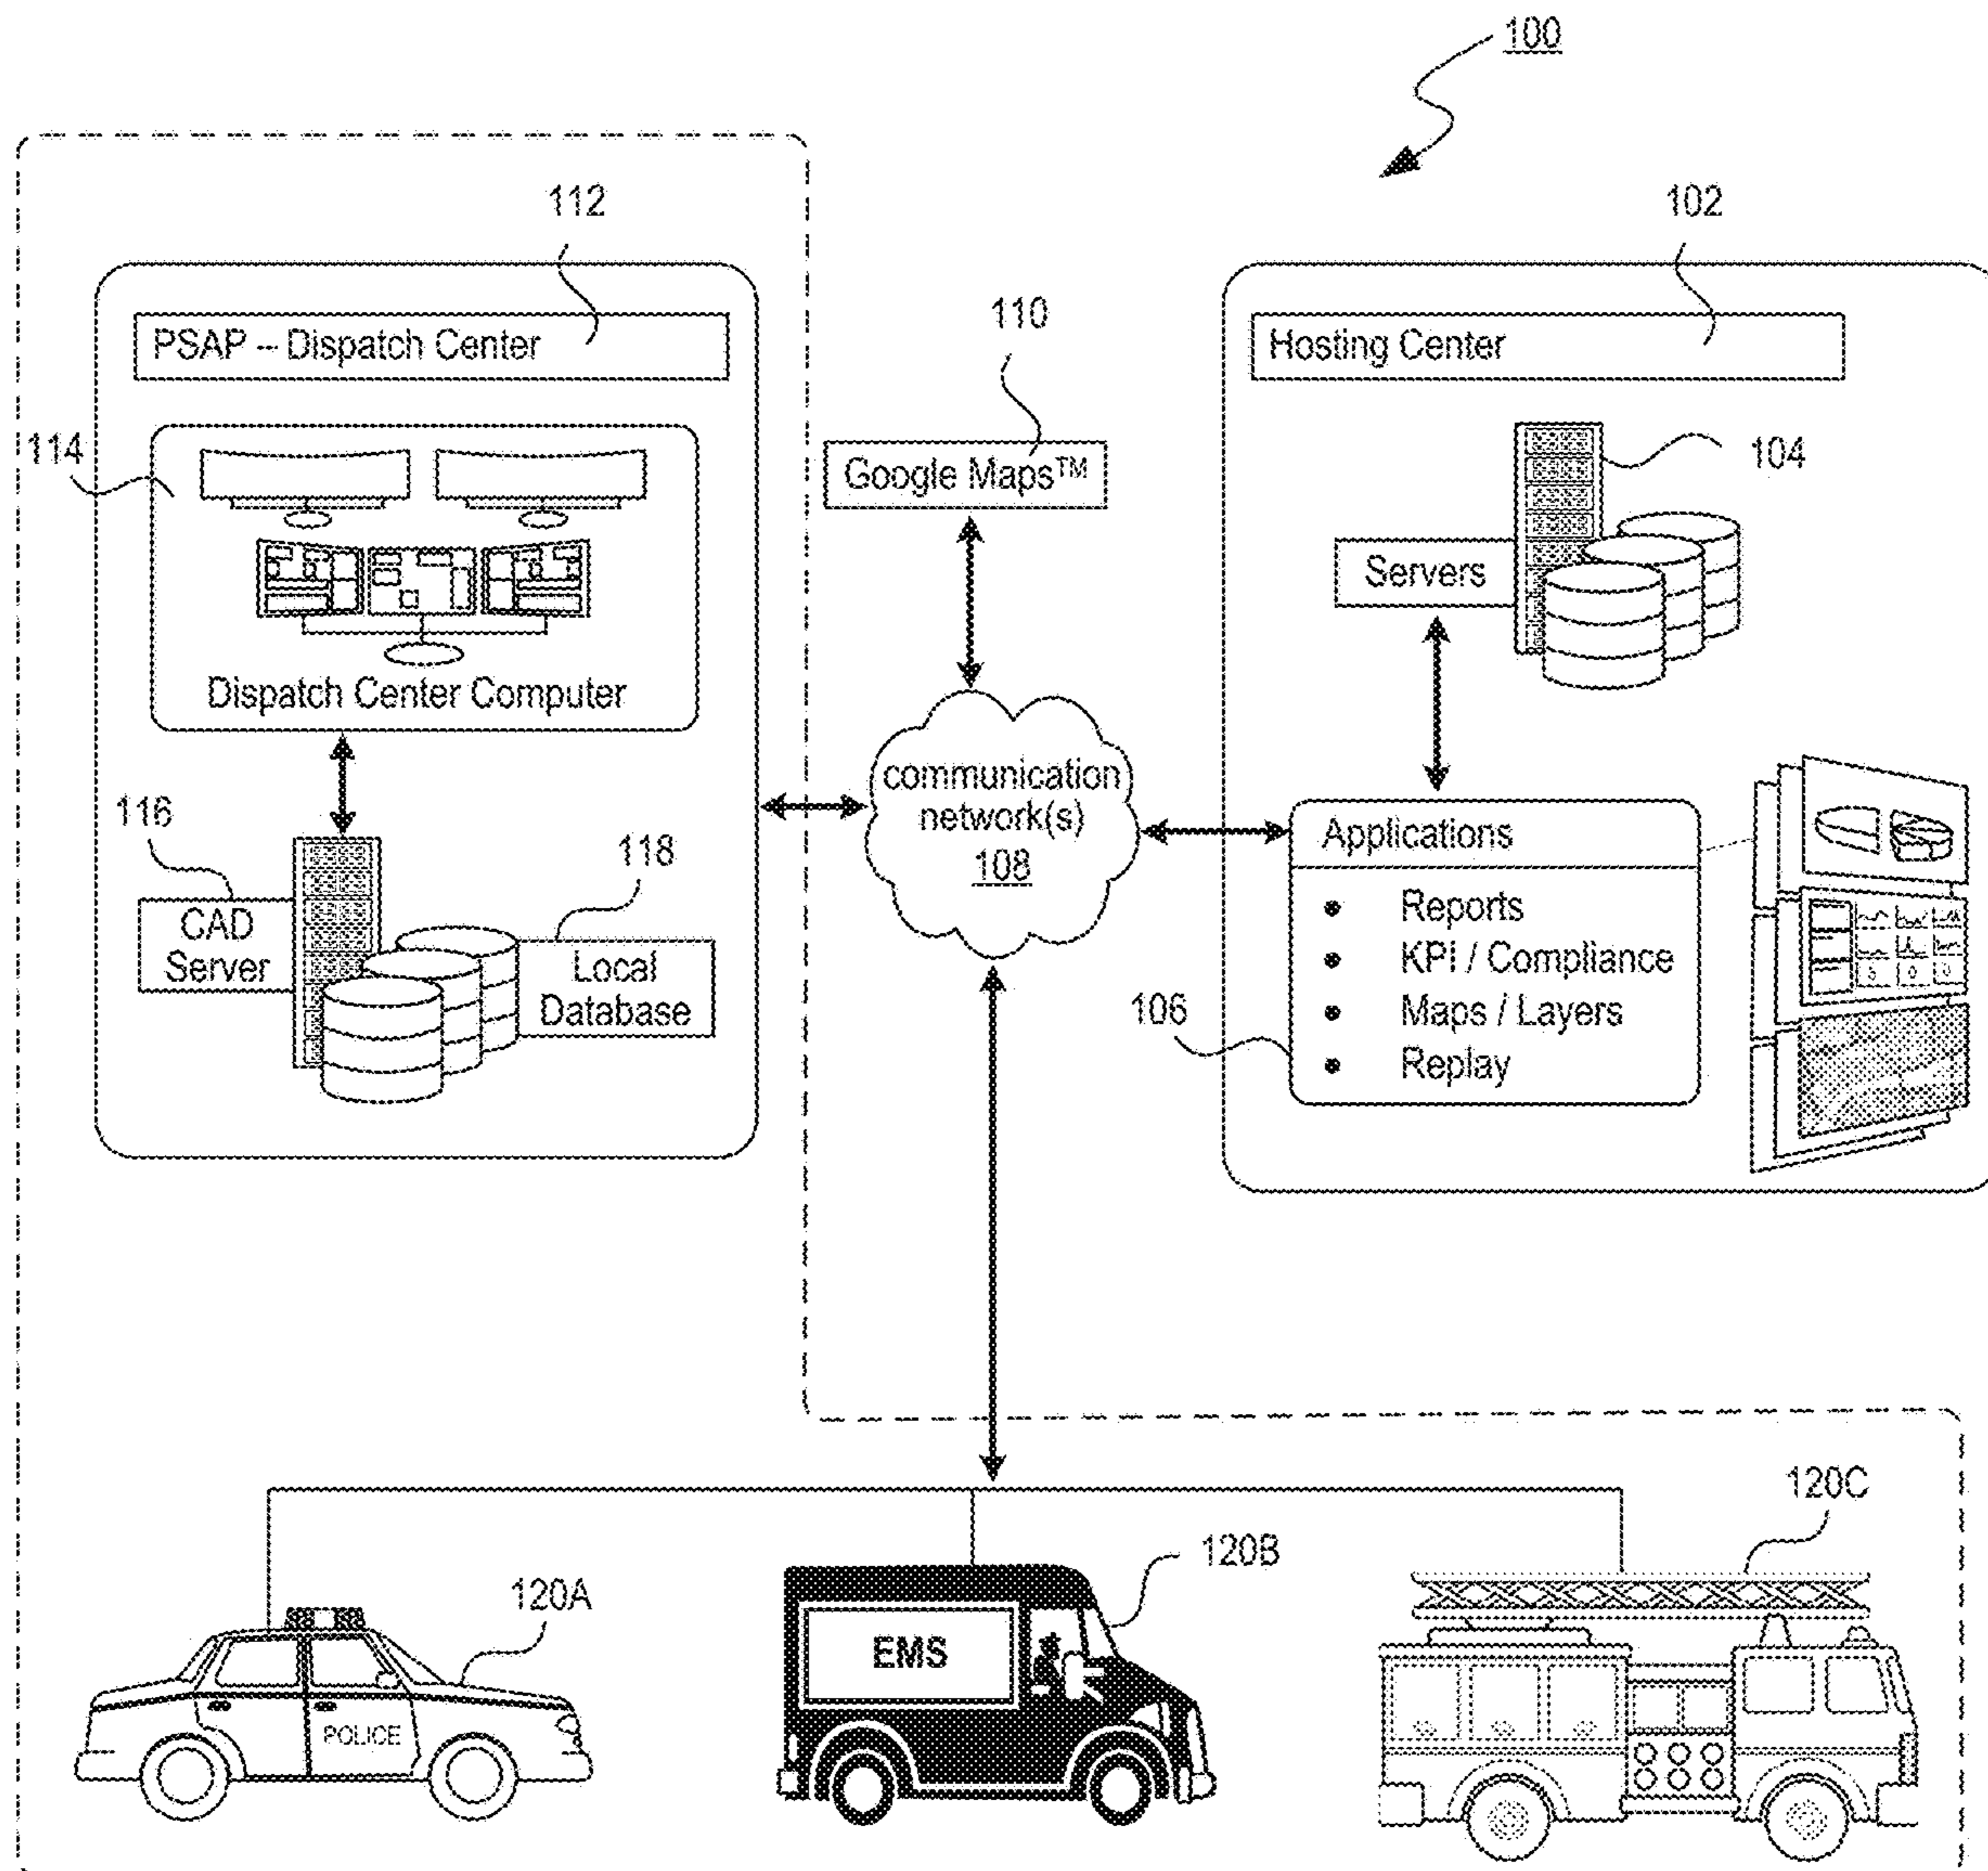 100
112
102
PSAP – Dispatch Center
110
Hosting Center
114
Google Maps™
104
Servers
Dispatch Center Computer
communication
network(s)
108
116
118
CAD
Server
Local
Database
Applications
• Reports
• KPI / Compliance
• Maps / Layers
• Replay
106
120C
120B
120A
EMS
POLICE